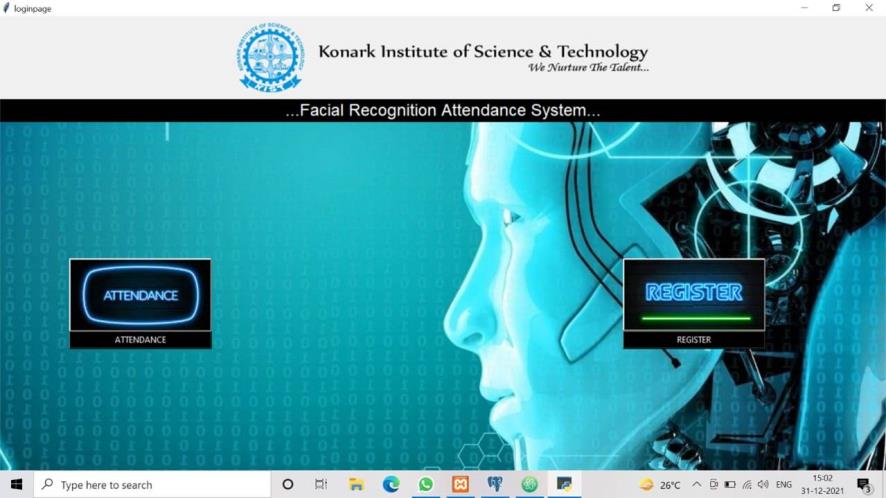 loginpage
KONARK INSTITUTE OF SCIENCE & TECHNOLOGY
KIST
Konark Institute of Science & Technology
We Nurture The Talent...
...Facial Recognition Attendance System...
ATTENDANCE
REGISTER
ATTENDANCE
REGISTER
Type here to search
26°C
ENG
15:02
31-12-2021
3